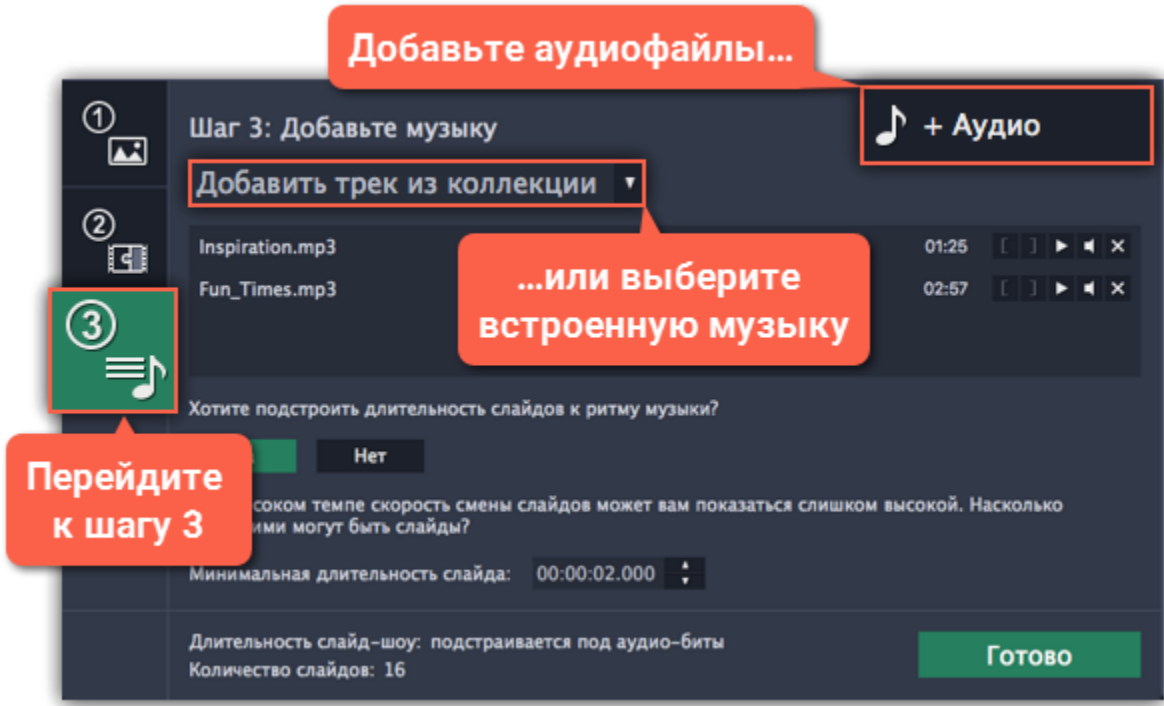 Добавьте аудиофайлы...
1
Шаг 3: Добавьте музыку
+ Аудио
Добавить трек из коллекции
2
Inspiration.mp3 01:25 [ ]
Fun_Times.mp3 02:57 [ ]
...или выберите
встроенную музыку
3
Хотите подстроить длительность слайдов к ритму музыки?
Нет
Перейдите
к шагу 3
темпе скорость смены слайдов может вам показаться слишком высокой. Насколько
могут быть слайды?
Минимальная длительность слайда: 00:00:02.000
Длительность слайд-шоу: подстраивается под аудио-биты
Количество слайдов: 16
Готово